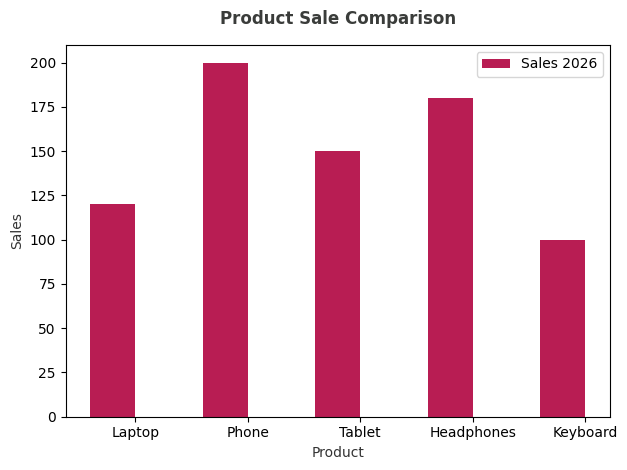 Product Sale Comparison
Sales 2026
200
175
150
125
100
75
50
25
0
Sales
Laptop
Phone
Tablet
Headphones
Keyboard
Product